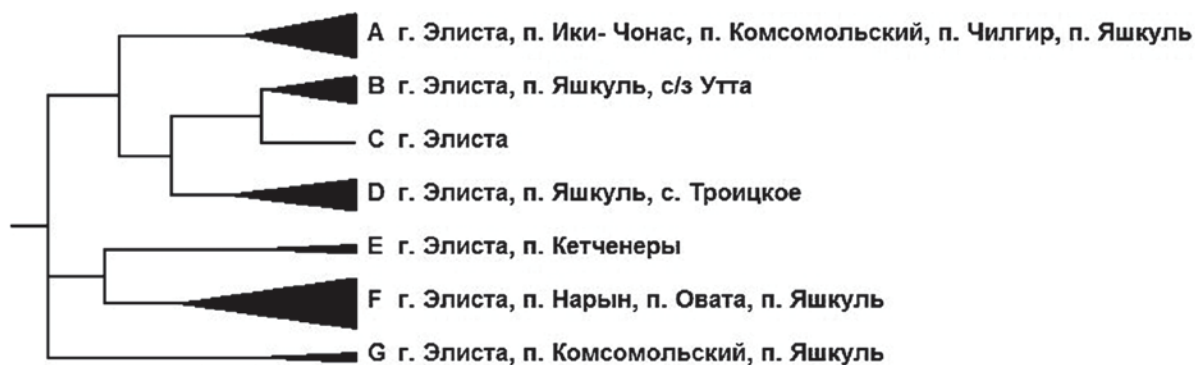 A г. Элиста, п. Ики- Чонас, п. Комсомольский, п. Чилгир, п. Яшкуль
B г. Элиста, п. Яшкуль, с/з Утта
C г. Элиста
D г. Элиста, п. Яшкуль, с. Троицкое
E г. Элиста, п. Кетченеры
F г. Элиста, п. Нарын, п. Овата, п. Яшкуль
G г. Элиста, п. Комсомольский, п. Яшкуль